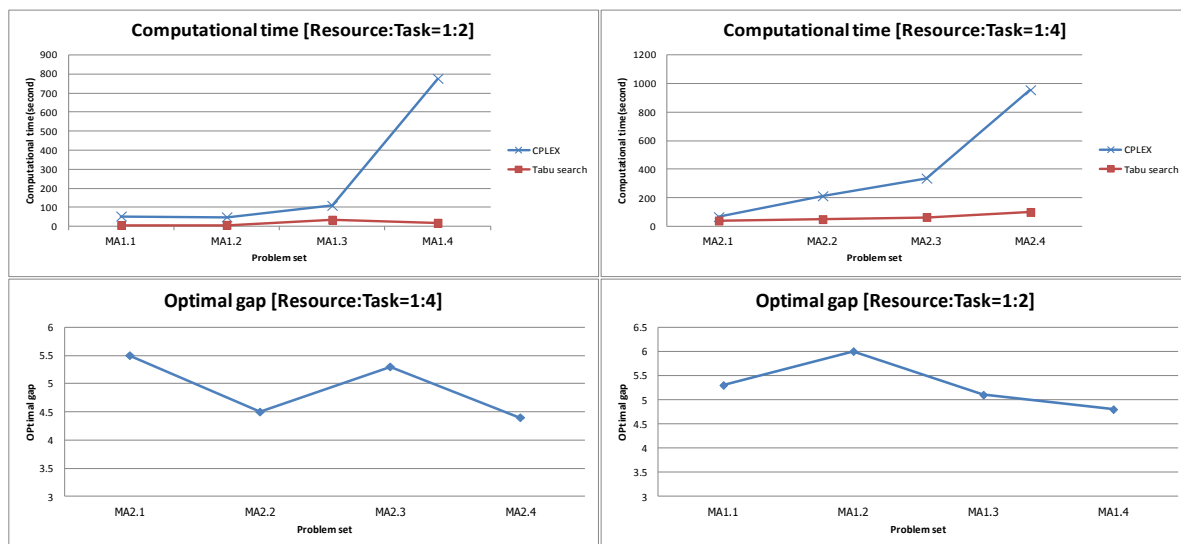 Computational time [Resource:Task=1:2]
Computational time(second)
900
800
700
600
500
400
300
200
100
0
MA1.1 MA1.2 MA1.3 MA1.4
Problem set
CPLEX
Tabu search
Computational time [Resource:Task=1:4]
Computational time(second)
1200
1000
800
600
400
200
0
MA2.1 MA2.2 MA2.3 MA2.4
Problem set
CPLEX
Tabu search
Optimal gap [Resource:Task=1:4]
OPtimal gap
6
5.5
5
4.5
4
3.5
3
MA2.1 MA2.2 MA2.3 MA2.4
Problem set
Optimal gap [Resource:Task=1:2]
OPtimal gap
6.5
6
5.5
5
4.5
4
3.5
3
MA1.1 MA1.2 MA1.3 MA1.4
Problem set